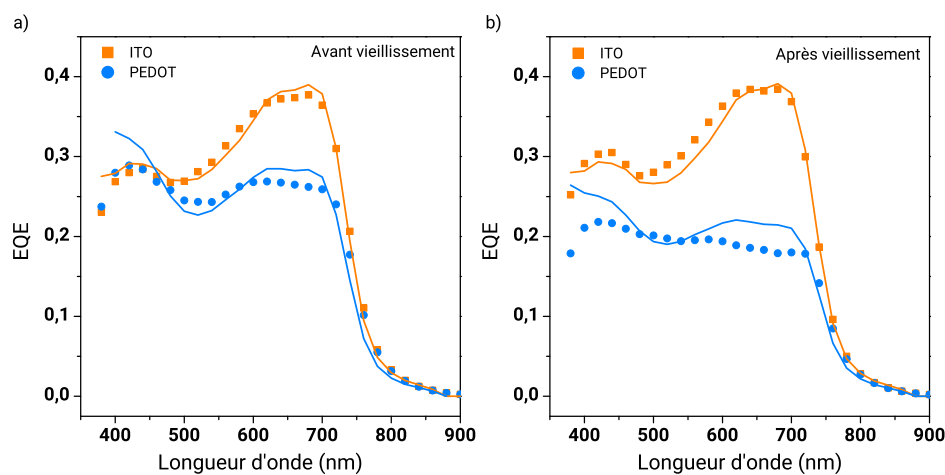 a)
ITO
PEDOT
Avant vieillissement
0,4
0,3
0,2
0,1
0,0
EQE
400 500 600 700 800 900
Longueur d'onde (nm)
b)
ITO
PEDOT
Après vieillissement
0,4
0,3
0,2
0,1
0,0
EQE
400 500 600 700 800 900
Longueur d'onde (nm)